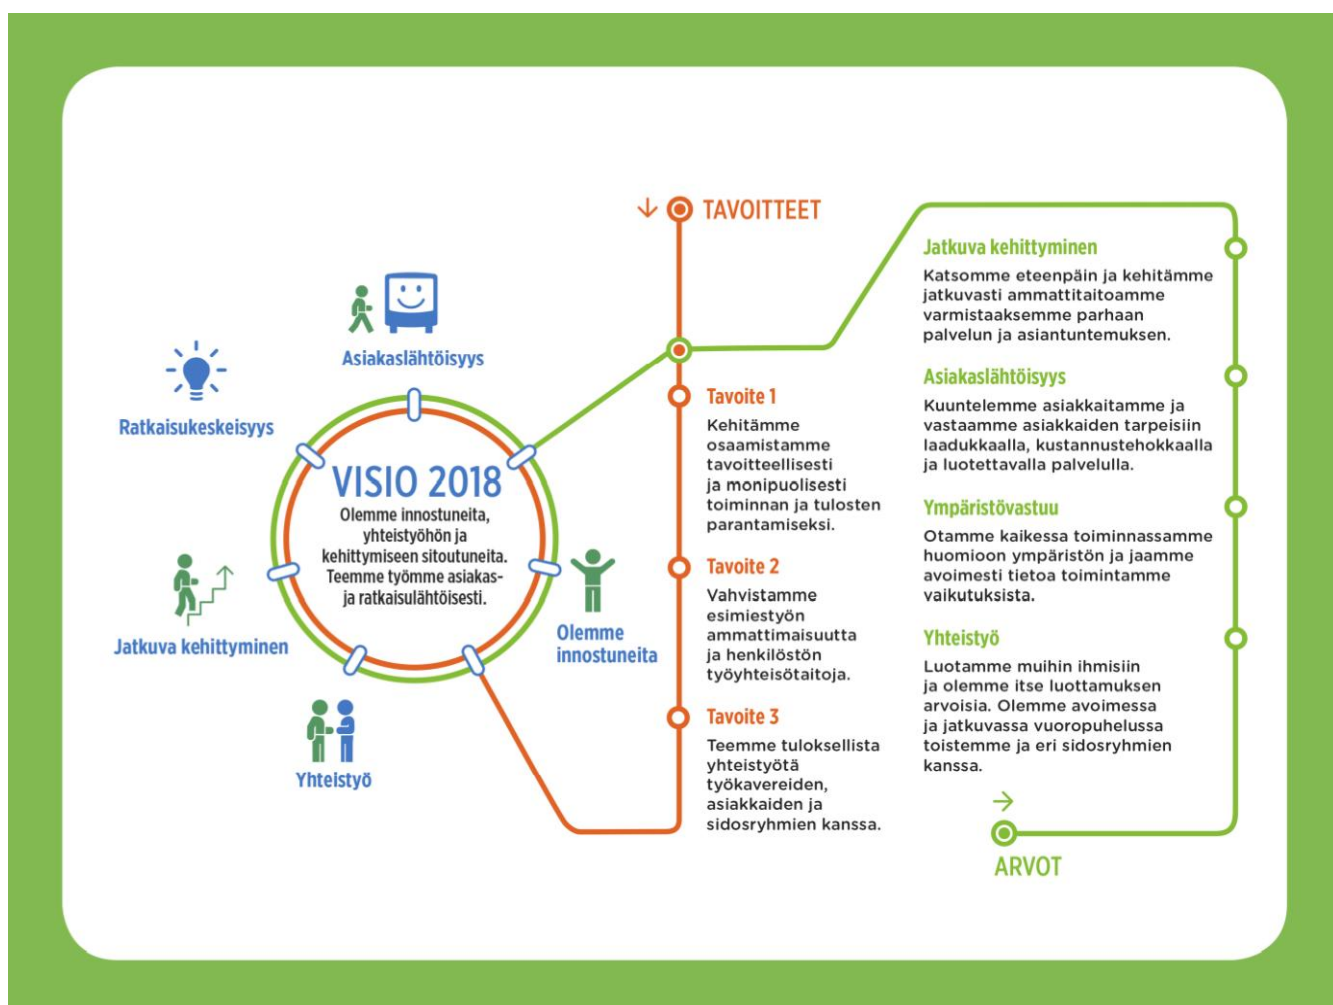 Asiakaslähtöisyys
Ratkaisukeskeisyys
VISIO 2018
Olemme innostuneita,
yhteistyöhön ja
kehittymiseen sitoutuneita.
Teemme työmme asiakas-
ja ratkaisulähtöisesti.
Jatkuva kehittyminen
Yhteistyö
Olemme
innostuneita
TAVOITTEET
Tavoite 1
Kehitämme
osaamistamme
tavoitteellisesti
ja monipuolisesti
toiminnan ja tulosten
parantamiseksi.
Tavoite 2
Vahvistamme
esimiestyön
ammattimaisuutta
ja henkilöstön
työyhteisötaitoja.
Tavoite 3
Teemme tuloksellista
yhteistyötä
työkavereiden,
asiakkaiden ja
sidosryhmien kanssa.
Jatkuva kehittyminen
Katsomme eteenpäin ja kehitämme
jatkuvasti ammattitaitoamme
varmistaaksemme parhaan
palvelun ja asiantuntemuksen.
Asiakaslähtöisyys
Kuuntelemme asiakkaitamme ja
vastaamme asiakkaiden tarpeisiin
laadukkaalla, kustannustehokkaalla
ja luotettavalla palvelulla.
Ympäristövastuu
Otamme kaikessa toiminnassamme
huomioon ympäristön ja jaamme
avoimesti tietoa toimintamme
vaikutuksista.
Yhteistyö
Luotamme muihin ihmisiin
ja olemme itse luottamuksen
arvoisia. Olemme avoimessa
ja jatkuvassa vuoropuhelussa
toistemme ja eri sidosryhmien
kanssa.
ARVOT